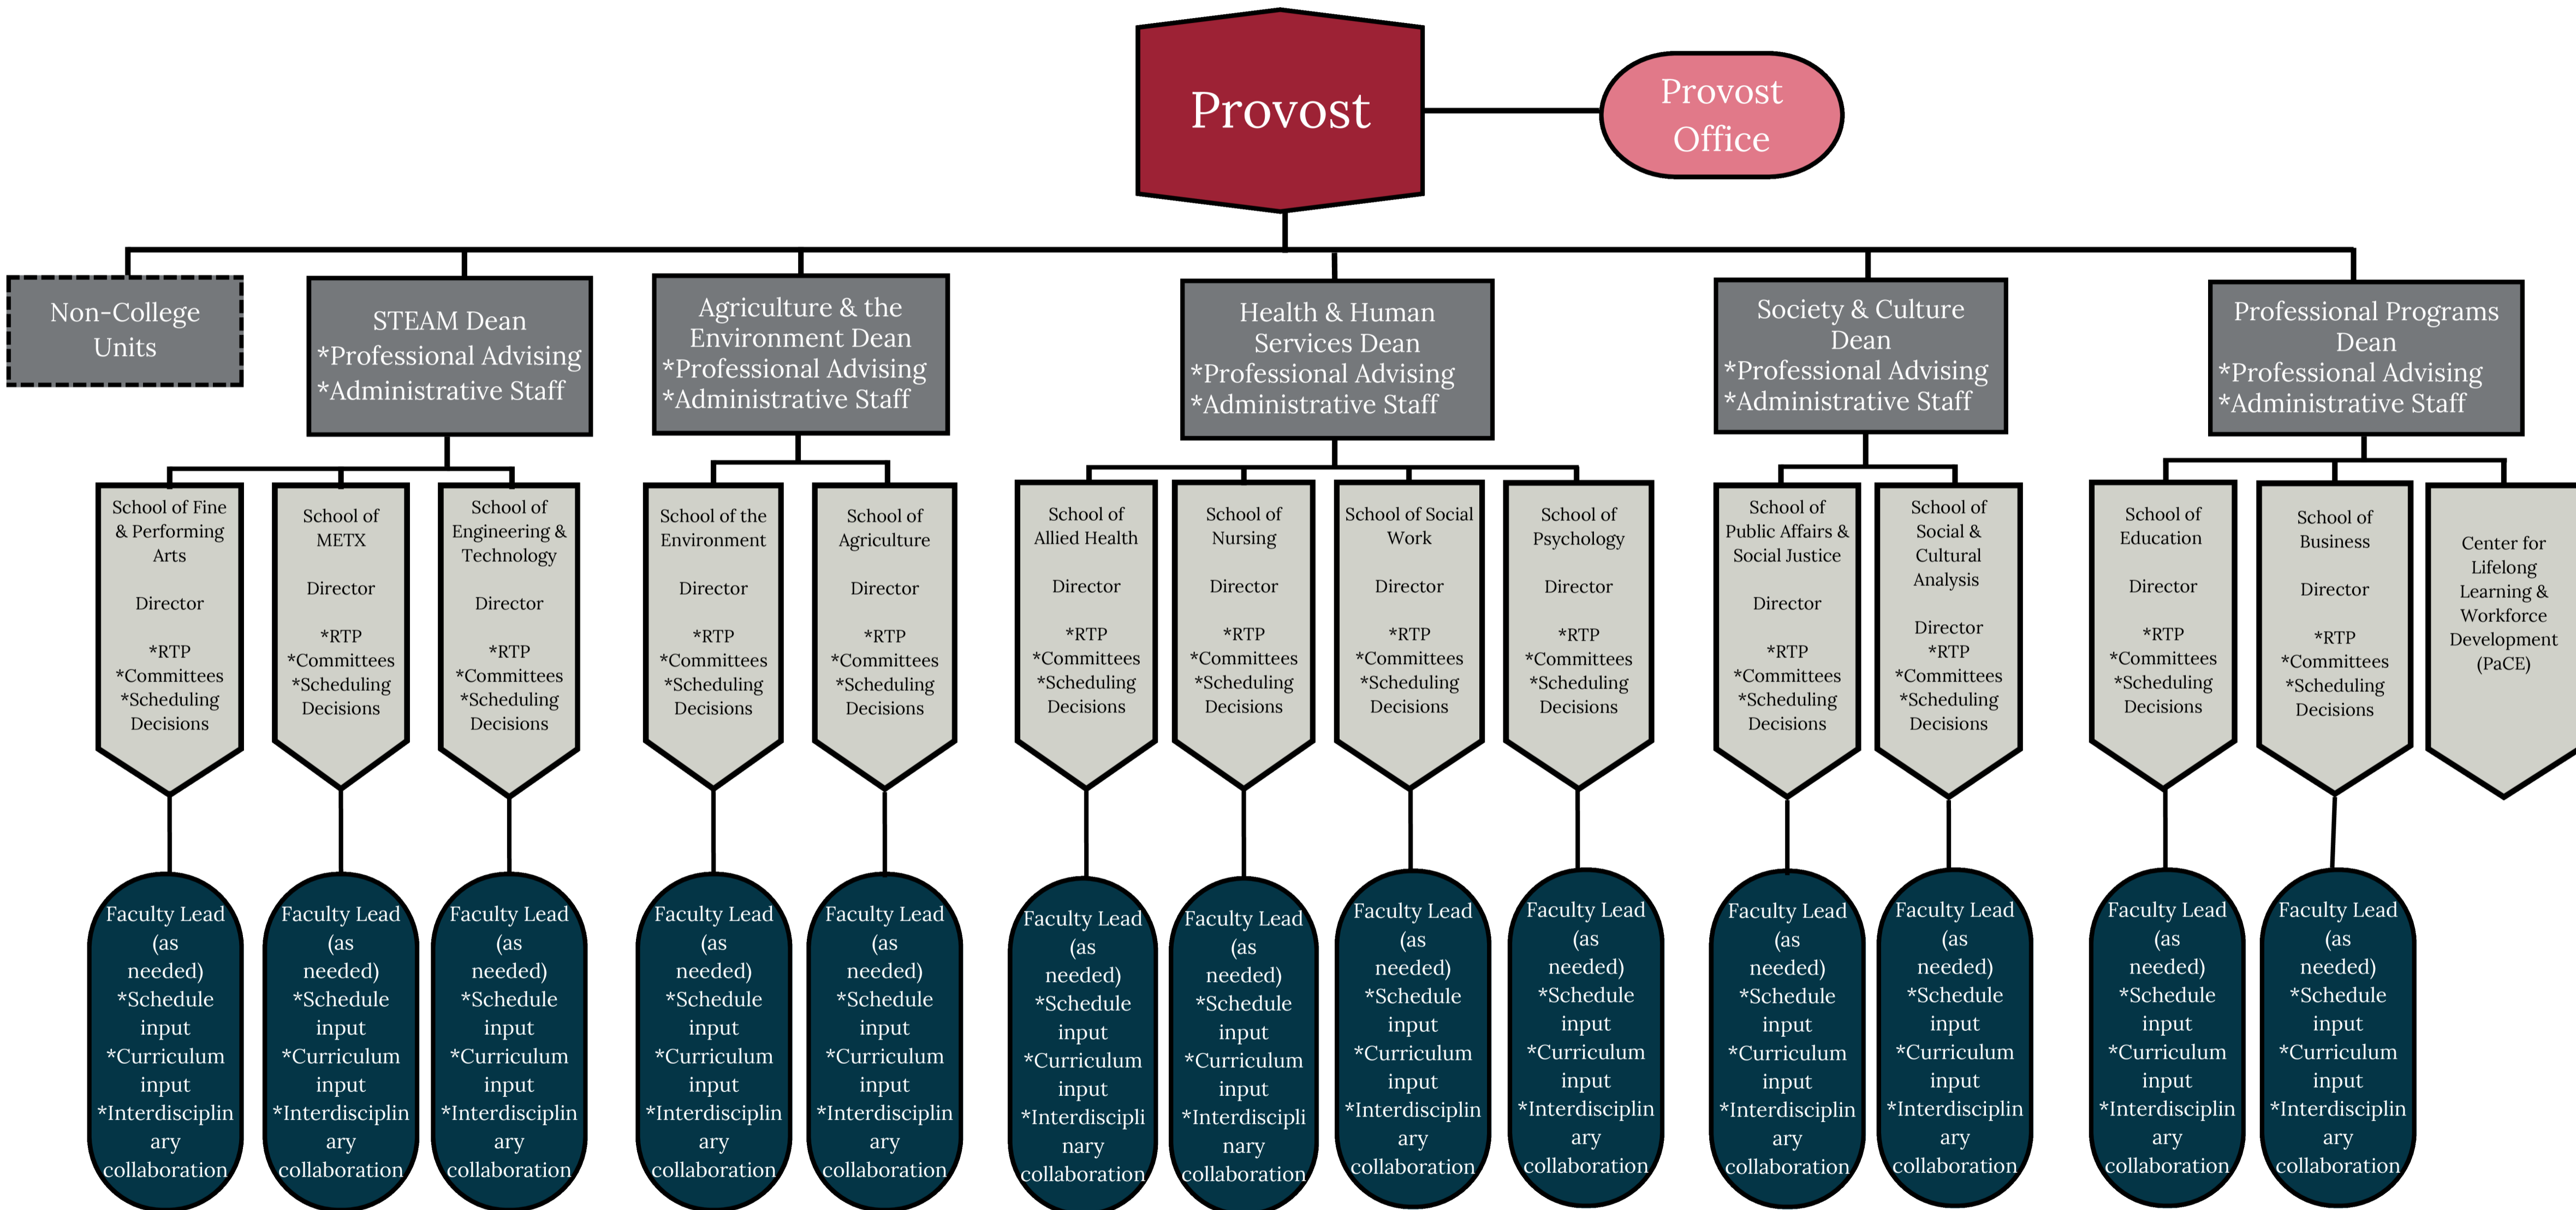 Provost
Provost
Office
Non-College
Units
STEAM Dean
*Professional Advising
*Administrative Staff
Agriculture & the
Environment Dean
*Professional Advising
*Administrative Staff
Health & Human
Services Dean
*Professional Advising
*Administrative Staff
Society & Culture
Dean
*Professional Advising
*Administrative Staff
Professional Programs
Dean
*Professional Advising
*Administrative Staff
School of Fine
& Performing
Arts
Director
*RTP
*Committees
*Scheduling
Decisions
School of
METX
Director
*RTP
*Committees
*Scheduling
Decisions
School of
Engineering &
Technology
Director
*RTP
*Committees
*Scheduling
Decisions
School of the
Environment
Director
*RTP
*Committees
*Scheduling
Decisions
School of
Agriculture
Director
*RTP
*Committees
*Scheduling
Decisions
School of
Allied Health
Director
*RTP
*Committees
*Scheduling
Decisions
School of
Nursing
Director
*RTP
*Committees
*Scheduling
Decisions
School of Social
Work
Director
*RTP
*Committees
*Scheduling
Decisions
School of
Psychology
Director
*RTP
*Committees
*Scheduling
Decisions
School of
Public Affairs &
Social Justice
Director
*RTP
*Committees
*Scheduling
Decisions
School of
Social &
Cultural
Analysis
Director
*RTP
*Committees
*Scheduling
Decisions
School of
Education
Director
*RTP
*Committees
*Scheduling
Decisions
School of
Business
Director
*RTP
*Committees
*Scheduling
Decisions
Center for
Lifelong
Learning &
Workforce
Development
(PaCE)
Faculty Lead
(as
needed)
*Schedule
input
*Curriculum
input
*Interdisciplin
ary
collaboration
Faculty Lead
(as
needed)
*Schedule
input
*Curriculum
input
*Interdisciplin
ary
collaboration
Faculty Lead
(as
needed)
*Schedule
input
*Curriculum
input
*Interdisciplin
ary
collaboration
Faculty Lead
(as
needed)
*Schedule
input
*Curriculum
input
*Interdisciplin
ary
collaboration
Faculty Lead
(as
needed)
*Schedule
input
*Curriculum
input
*Interdisciplin
ary
collaboration
Faculty Lead
(as
needed)
*Schedule
input
*Curriculum
input
*Interdiscipli
nary
collaboration
Faculty Lead
(as
needed)
*Schedule
input
*Curriculum
input
*Interdiscipli
nary
collaboration
Faculty Lead
(as
needed)
*Schedule
input
*Curriculum
input
*Interdisciplin
ary
collaboration
Faculty Lead
(as
needed)
*Schedule
input
*Curriculum
input
*Interdisciplin
ary
collaboration
Faculty Lead
(as
needed)
*Schedule
input
*Curriculum
input
*Interdisciplin
ary
collaboration
Faculty Lead
(as
needed)
*Schedule
input
*Curriculum
input
*Interdisciplin
ary
collaboration
Faculty Lead
(as
needed)
*Schedule
input
*Curriculum
input
*Interdisciplin
ary
collaboration
Faculty Lead
(as
needed)
*Schedule
input
*Curriculum
input
*Interdisciplin
ary
collaboration